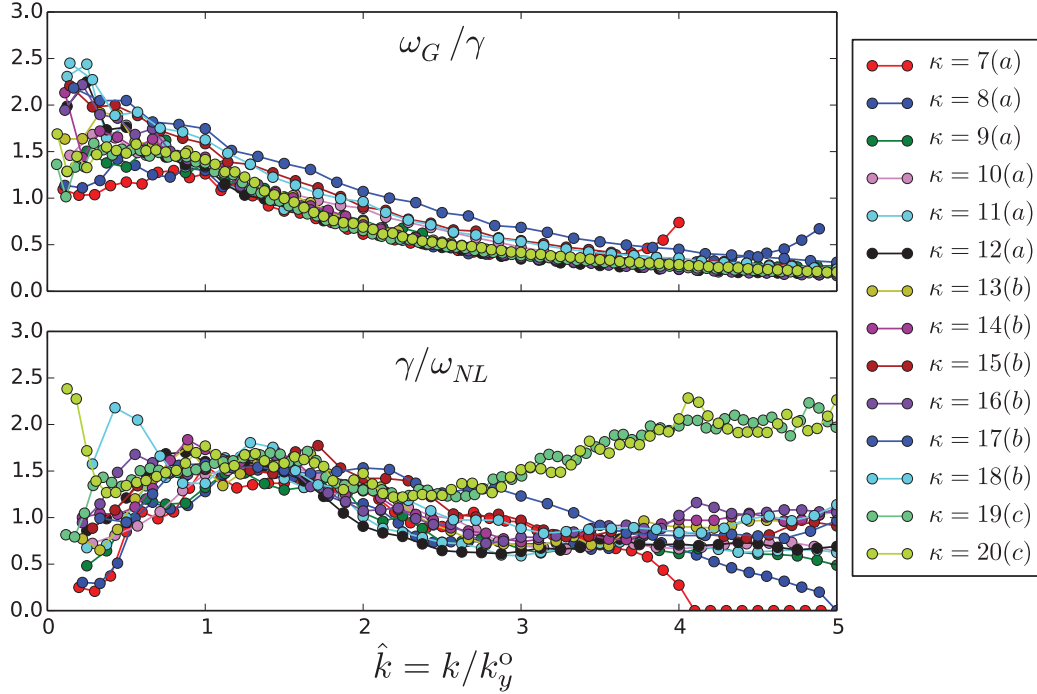 3.0
2.5
2.0
1.5
1.0
0.5
0.0
ω_G/γ
3.0
2.5
2.0
1.5
1.0
0.5
0.0
γ/ω_NL
0 1 2 3 4 5
k̂ = k/k_y^o
κ = 7(a)
κ = 8(a)
κ = 9(a)
κ = 10(a)
κ = 11(a)
κ = 12(a)
κ = 13(b)
κ = 14(b)
κ = 15(b)
κ = 16(b)
κ = 17(b)
κ = 18(b)
κ = 19(c)
κ = 20(c)